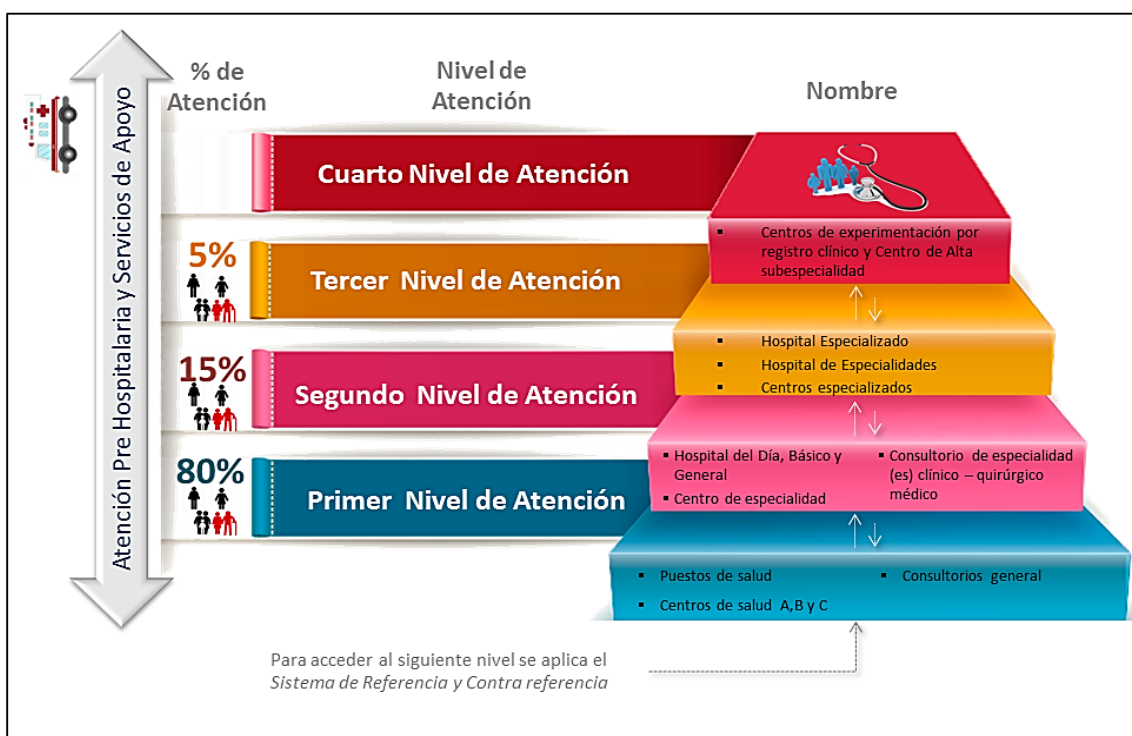 Atención Pre Hospitalaria y Servicios de Apoyo
% de
Atención
Nivel de
Atención
Nombre
Cuarto Nivel de Atención
▪ Centros de experimentación por
registro clínico y Centro de Alta
subespecialidad
5%
Tercer Nivel de Atención
▪ Hospital Especializado
▪ Hospital de Especialidades
▪ Centros especializados
15%
Segundo Nivel de Atención
▪ Hospital del Día, Básico y
General
▪ Centro de especialidad
▪ Consultorio de especialidad
(es) clínico – quirúrgico
médico
80%
Primer Nivel de Atención
▪ Puestos de salud
▪ Centros de salud A,B y C
▪ Consultorios general
Para acceder al siguiente nivel se aplica el
Sistema de Referencia y Contra referencia